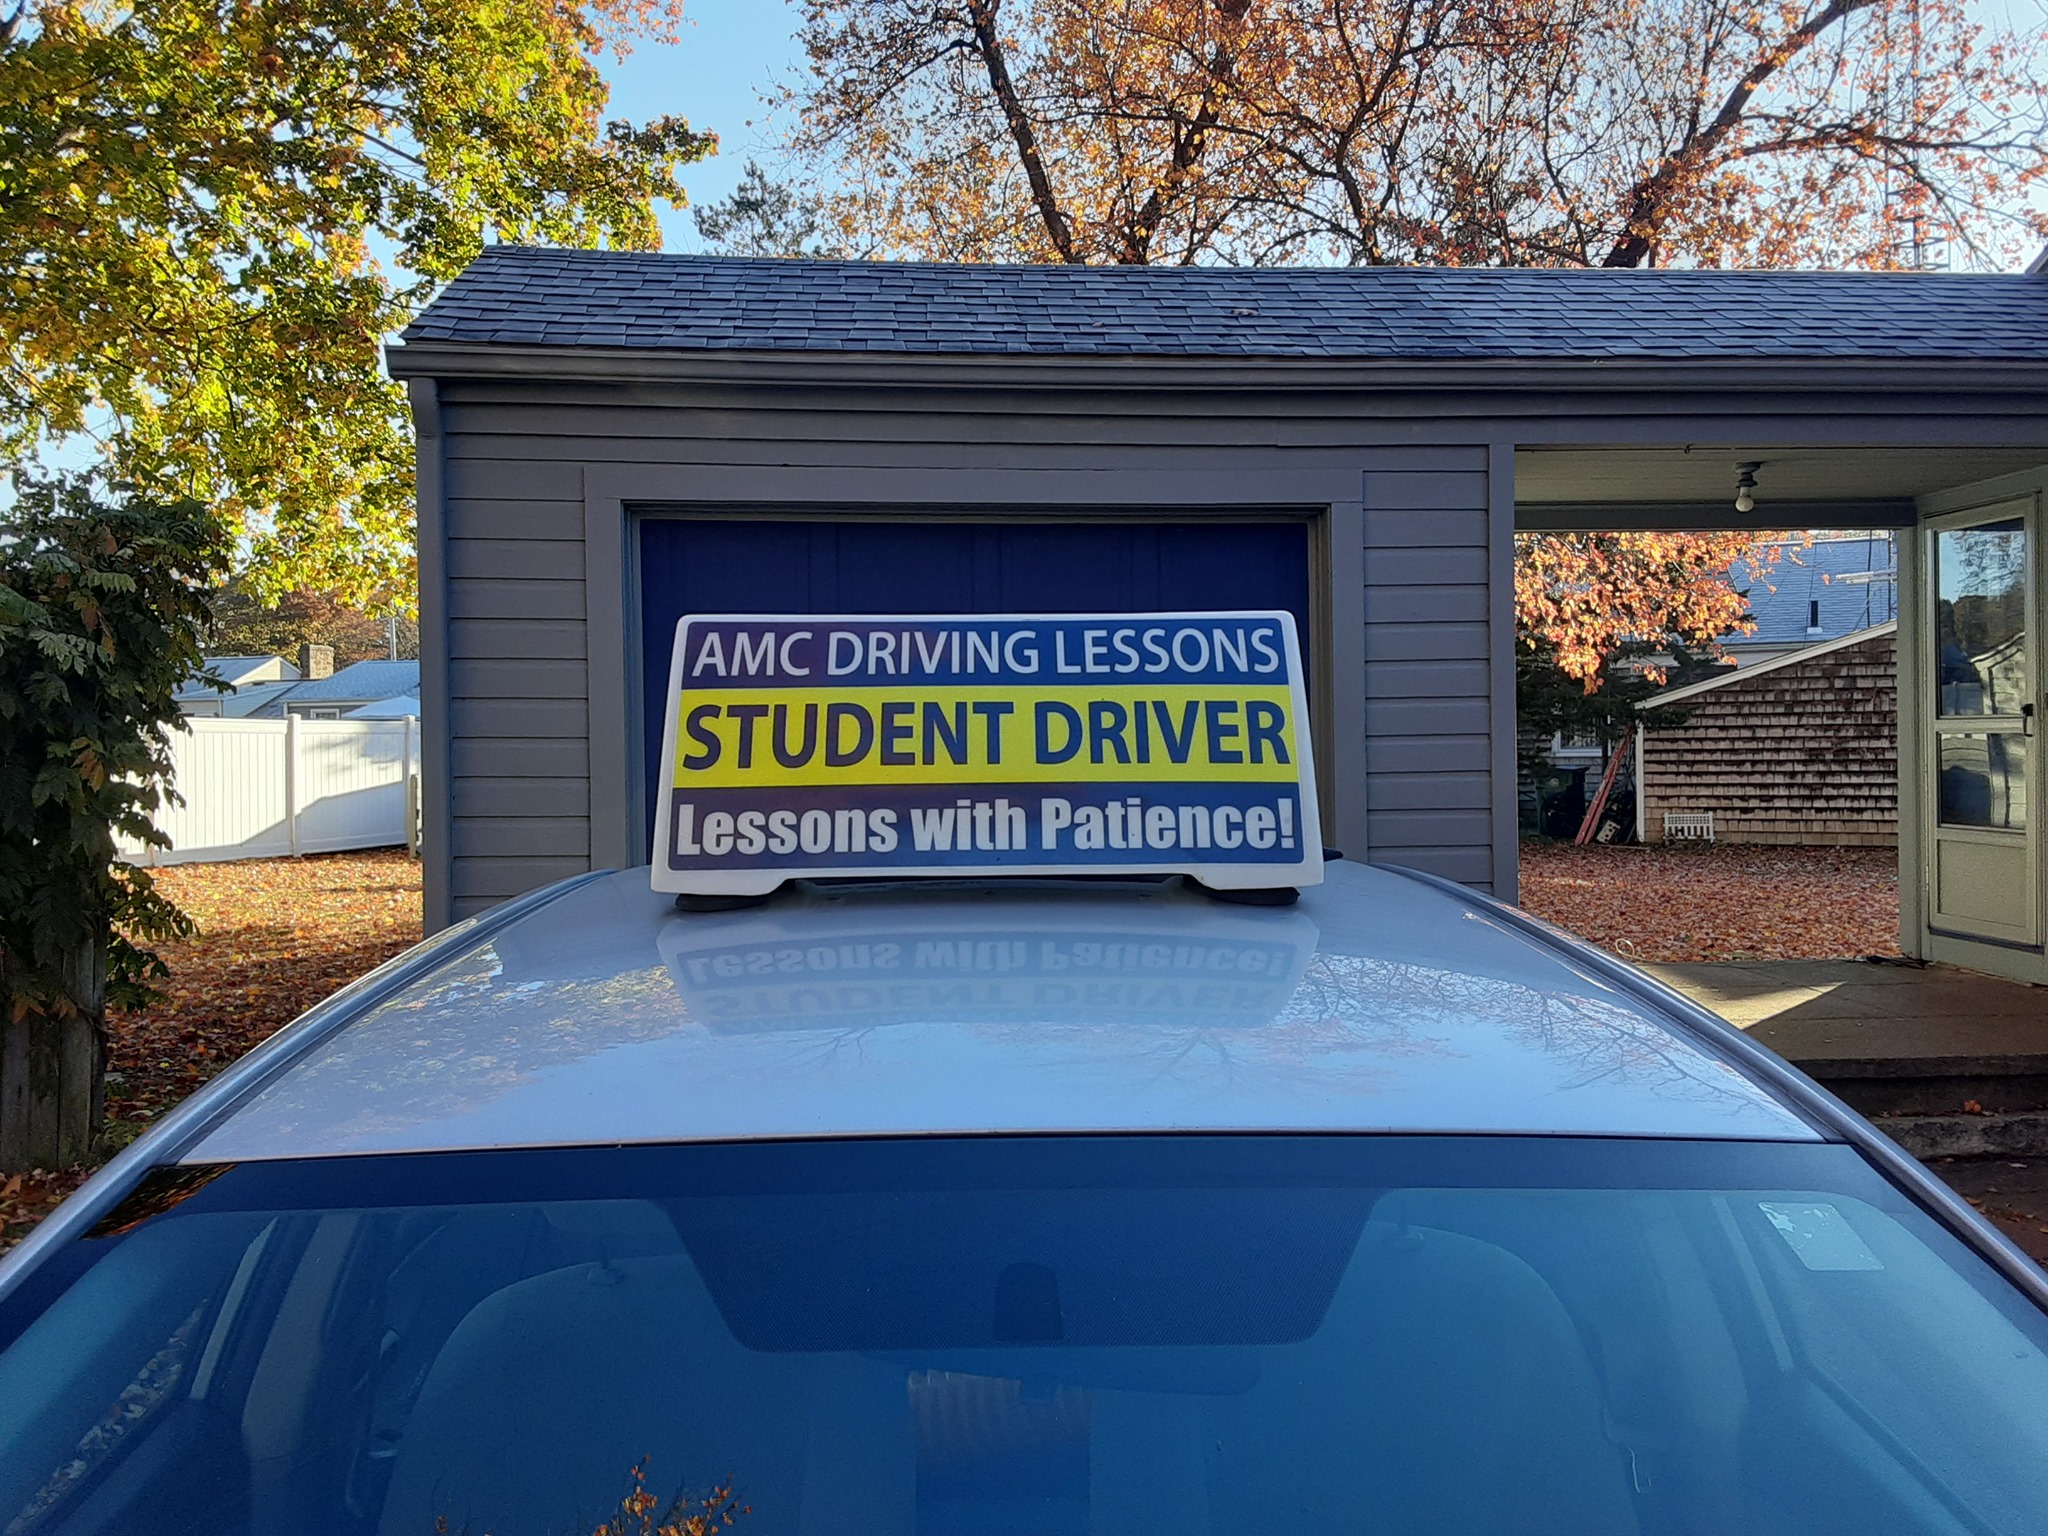 AMC DRIVING LESSONS
STUDENT DRIVER
Lessons with Patience!